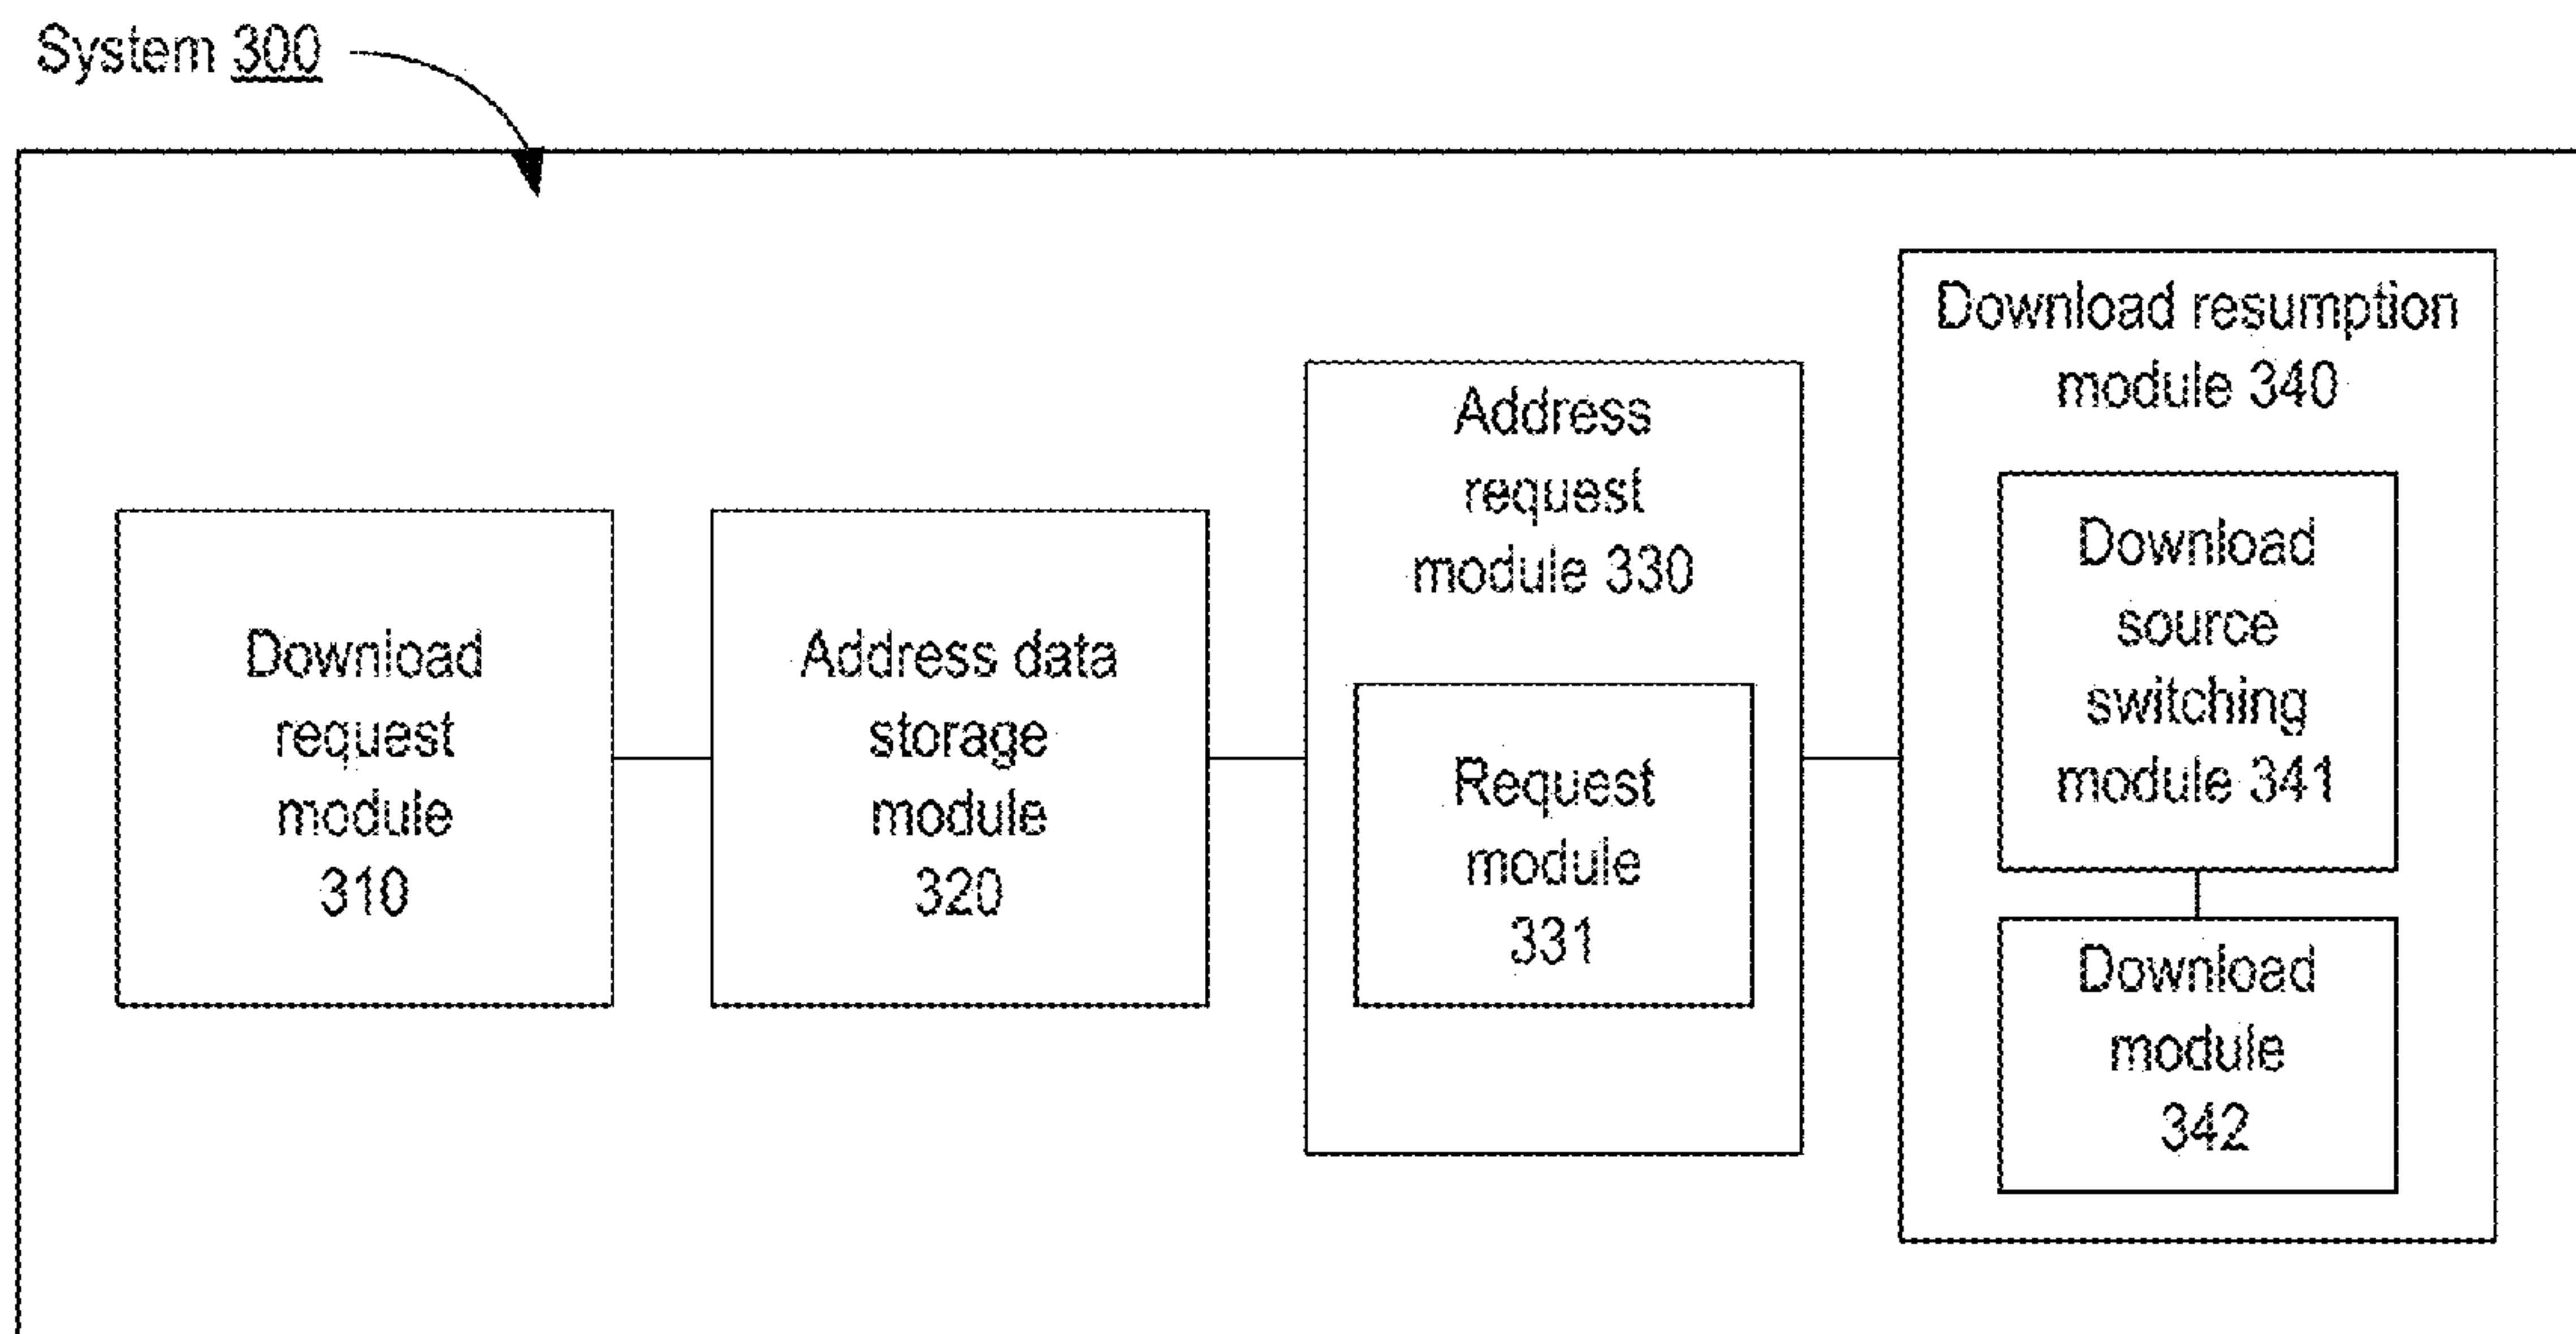 System 300
Download
request
module
310
Address data
storage
module
320
Address
request
module 330
Request
module
331
Download resumption
module 340
Download
source
switching
module 341
Download
module
342